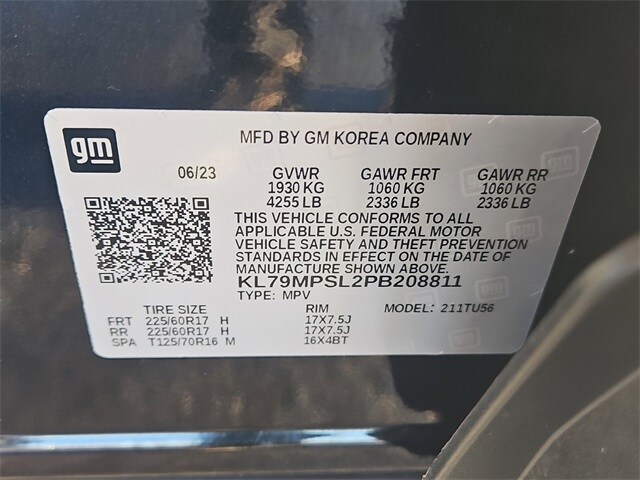 gm
MFD BY GM KOREA COMPANY
06/23 GVWR GAWR FRT GAWR RR
1930 KG 1060 KG 1060 KG
4255 LB 2336 LB 2336 LB
THIS VEHICLE CONFORMS TO ALL
APPLICABLE U.S. FEDERAL MOTOR
VEHICLE SAFETY AND THEFT PREVENTION
STANDARDS IN EFFECT ON THE DATE OF
MANUFACTURE SHOWN ABOVE.
KL79MPSL2PB208811
TYPE: MPV MODEL: 211TU56
TIRE SIZE RIM
FRT 225/60R17 H 17X7.5J
RR 225/60R17 H 17X7.5J
SPA T125/70R16 M 16X4BT